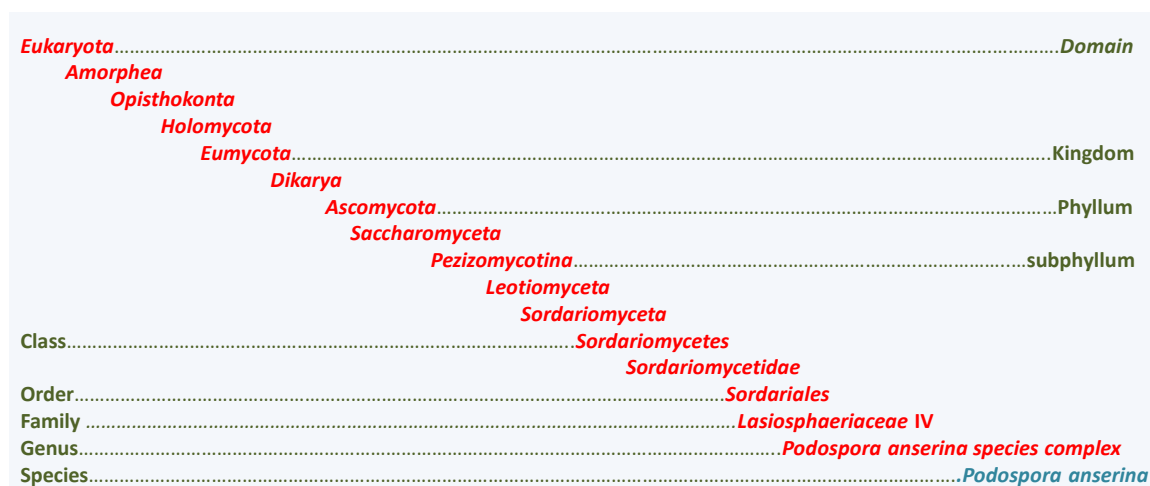 Eukaryota……………………………………………………………………………………………………………………………Domain
Amorphea
Opisthokonta
Holomycota
Eumycota……………………………………………………………………………………………………Kingdom
Dikarya
Ascomycota………………………………………………………………………………Phyllum
Saccharomyceta
Pezizomycotina…………………………………………………………subphyllum
Leotiomyceta
Sordariomyceta
Class…………………………………………………………………Sordariomycetes
Sordariomycetidae
Order……………………………………………………………………………………Sordariales
Family ……………………………………………………………………………………Lasiosphaeriaceae IV
Genus…………………………………………………………………………………………Podospora anserina species complex
Species…………………………………………………………………………………………………………………Podospora anserina